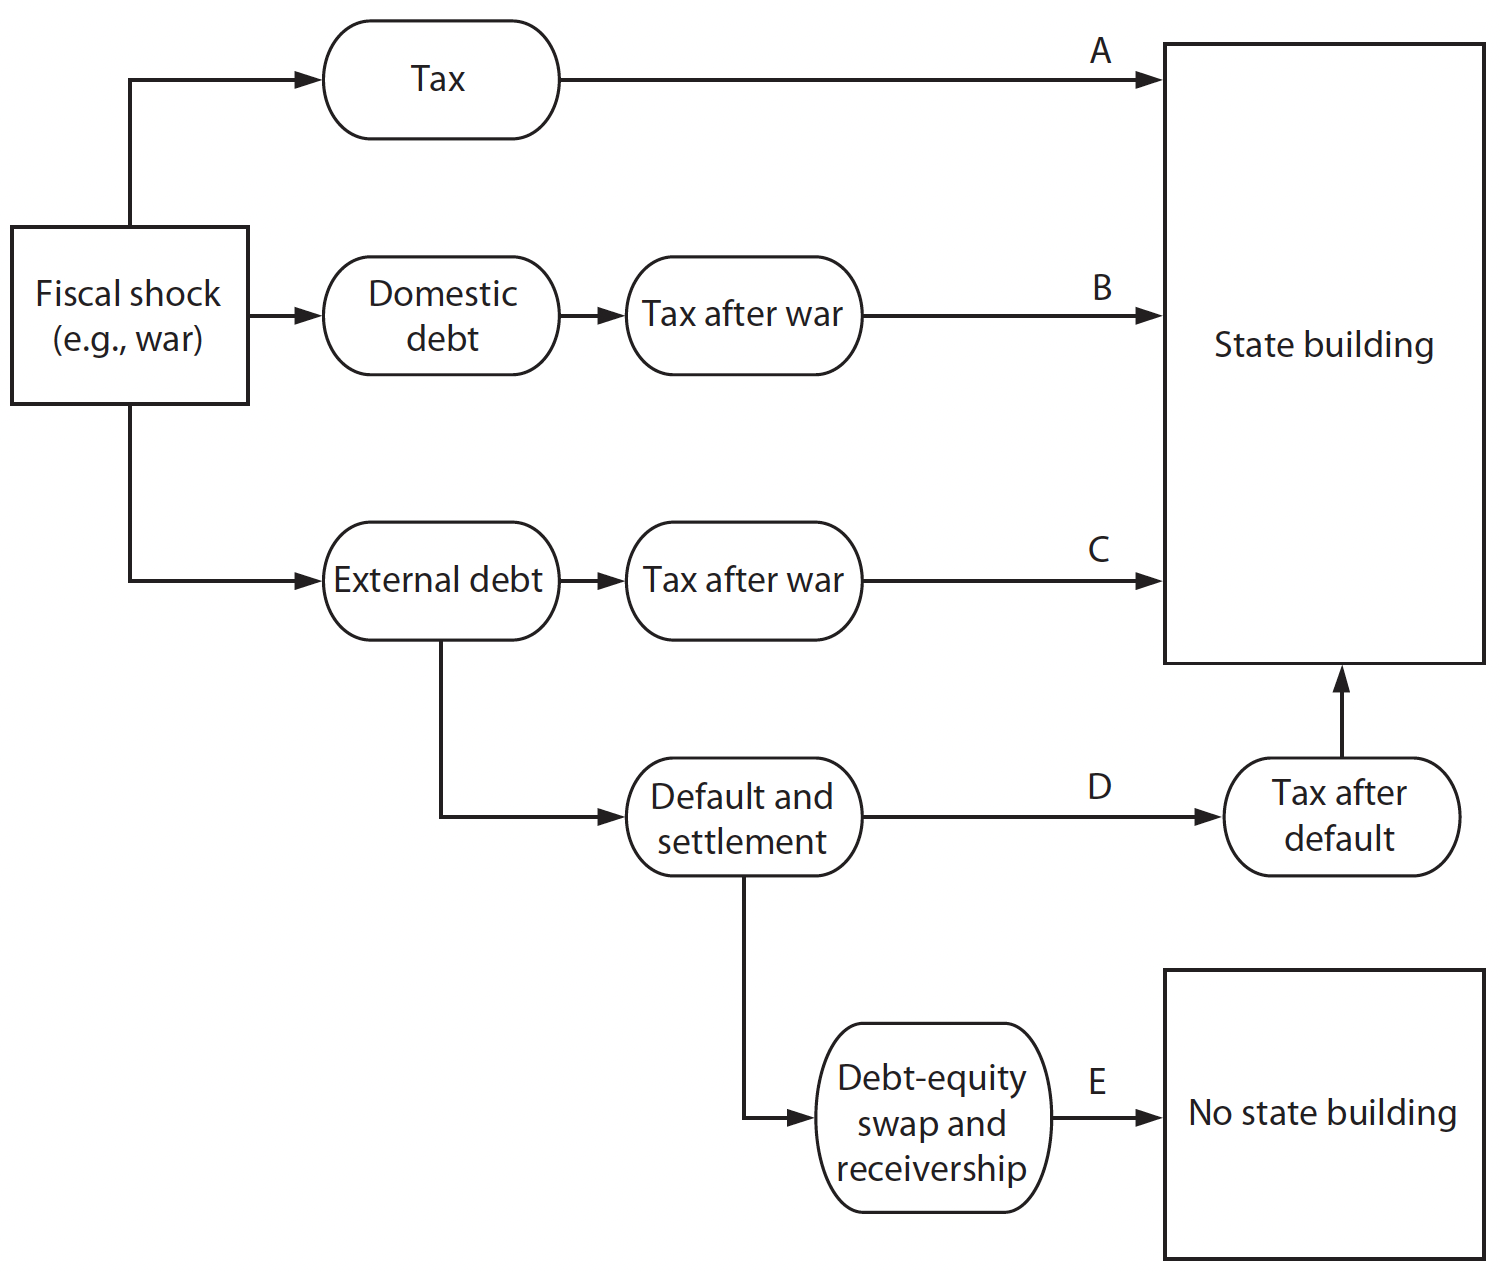 Tax
A
Fiscal shock
(e.g., war)
Domestic
debt
Tax after war
B
State building
External debt
Tax after war
C
Default and
settlement
D
Tax after
default
Debt-equity
swap and
receivership
E
No state building